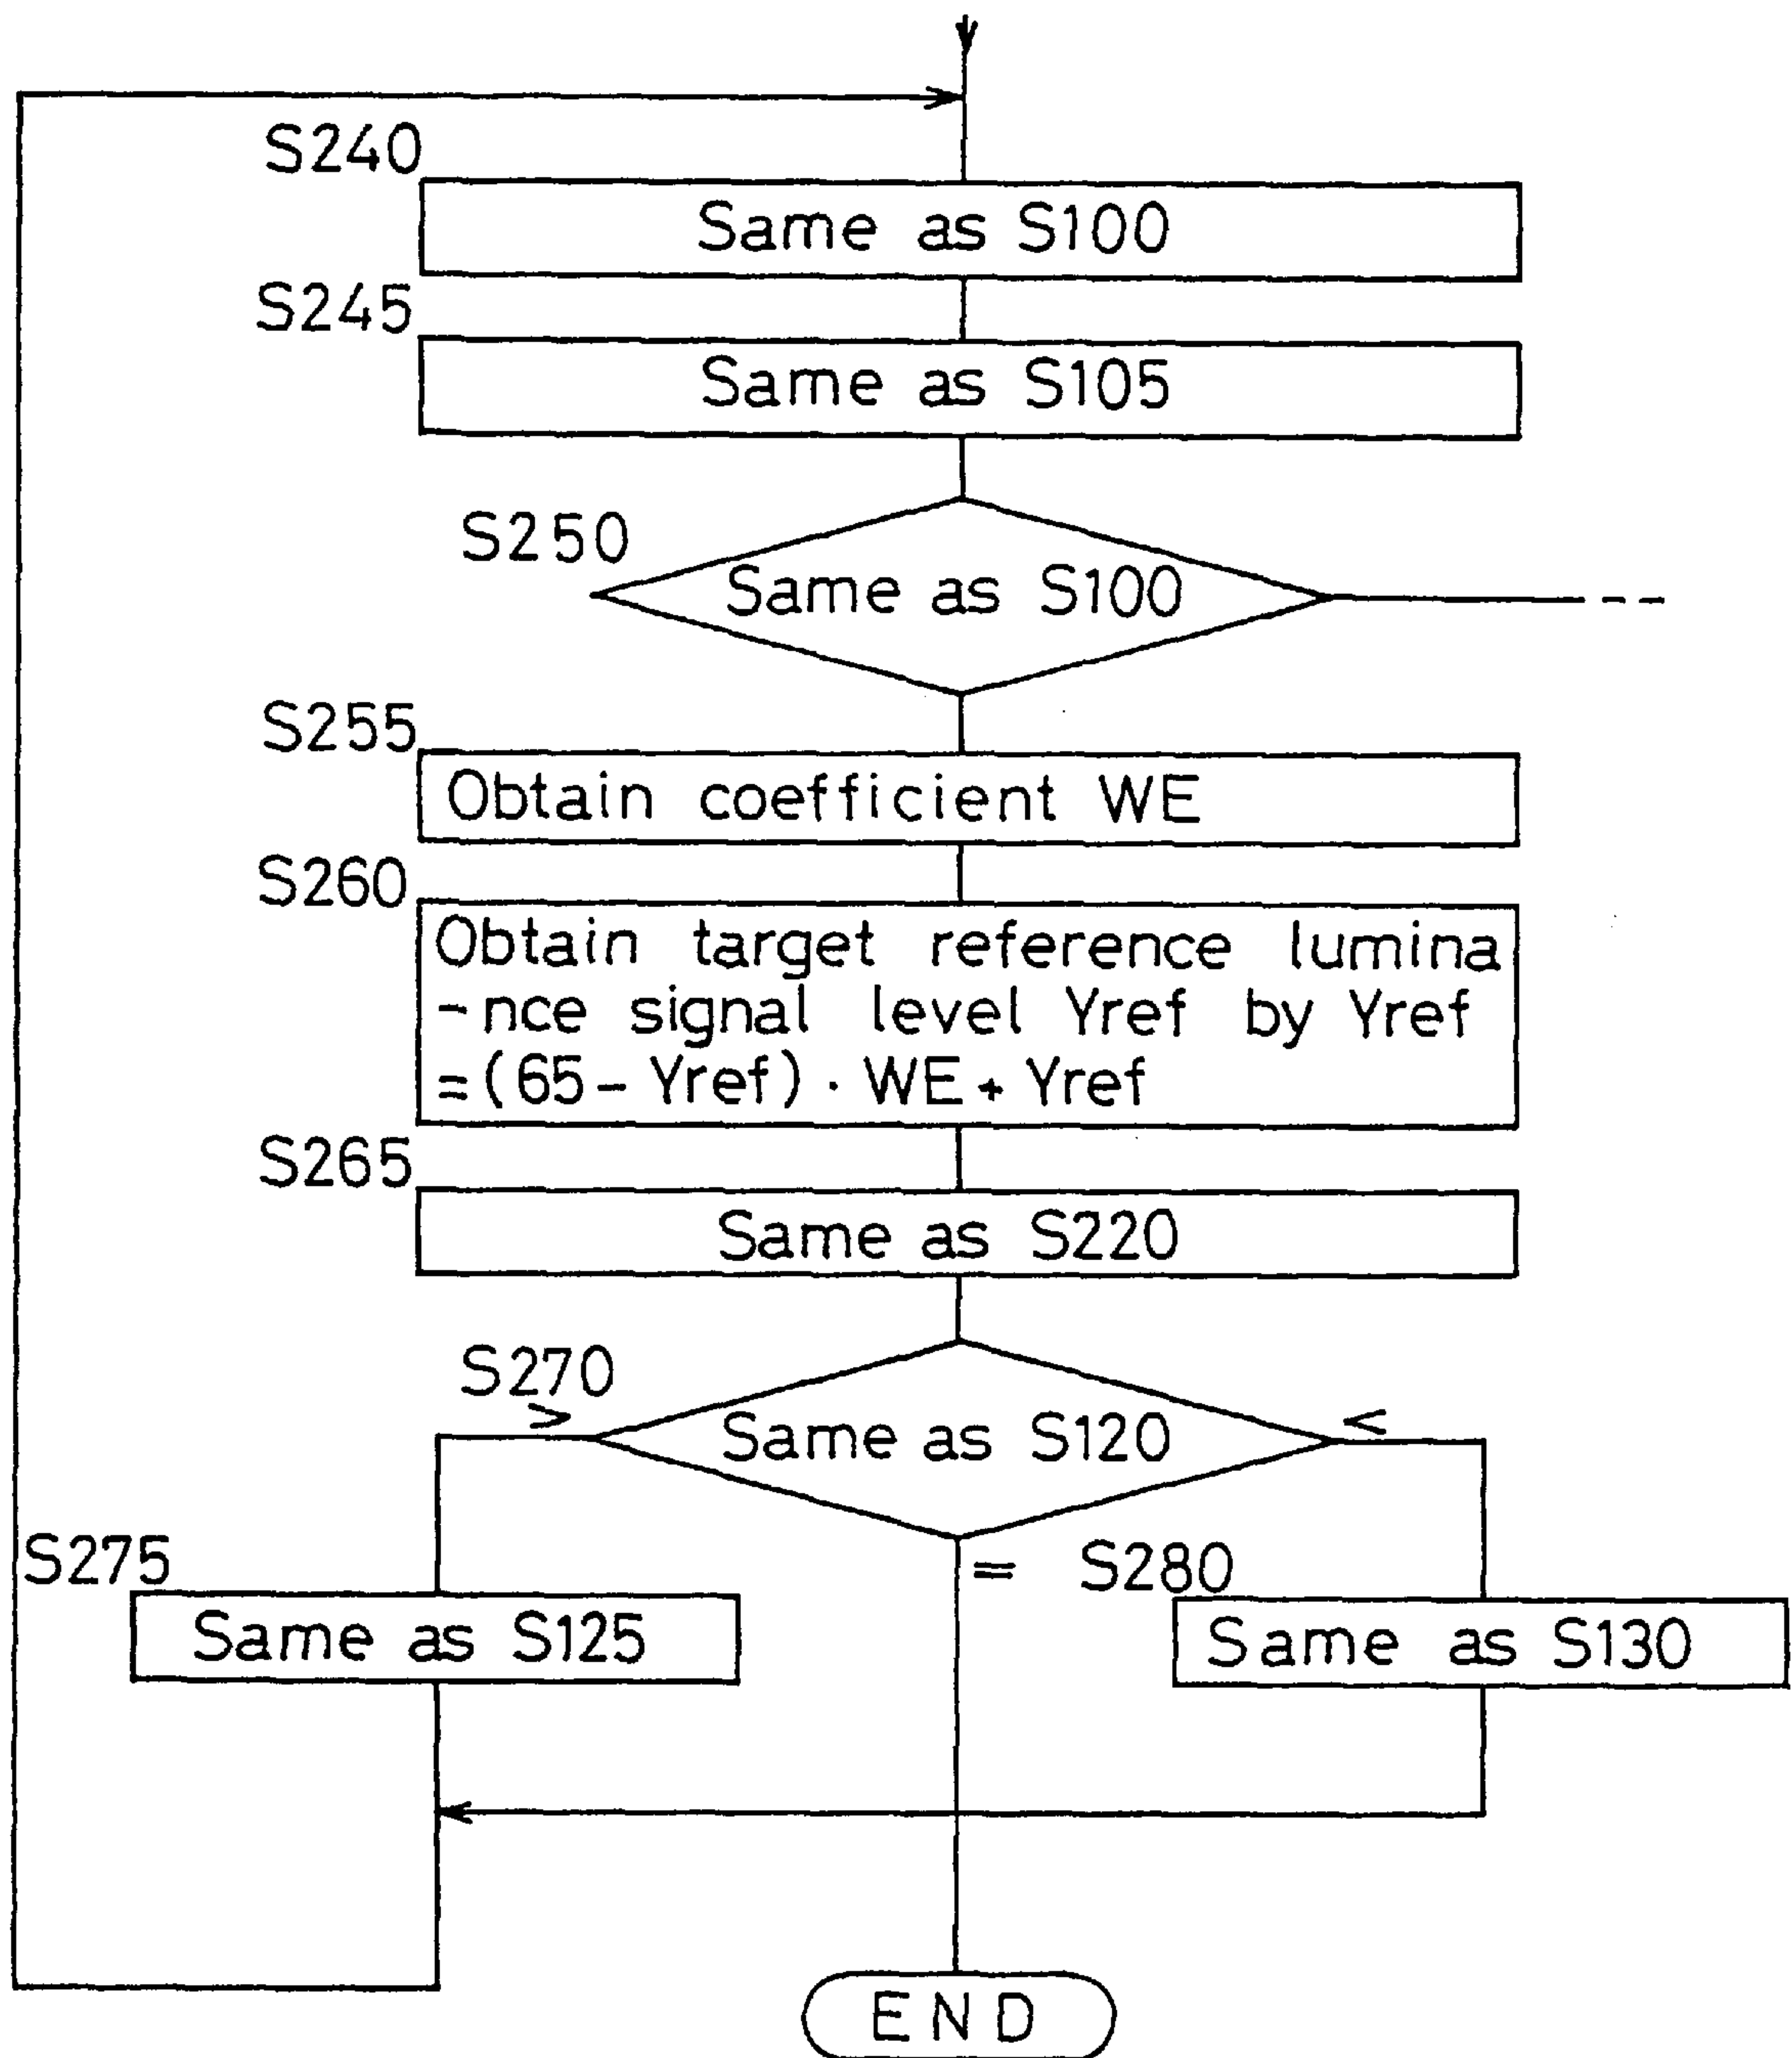 S240
Same as S100
S245
Same as S105
S250
Same as S100
S255
Obtain coefficient WE
S260
Obtain target reference lumina
-nce signal level Yref by Yref
=(65-Yref)·WE+Yref
S265
Same as S220
S270
>
Same as S120
<
S275
=
S280
Same as S125
Same as S130
END